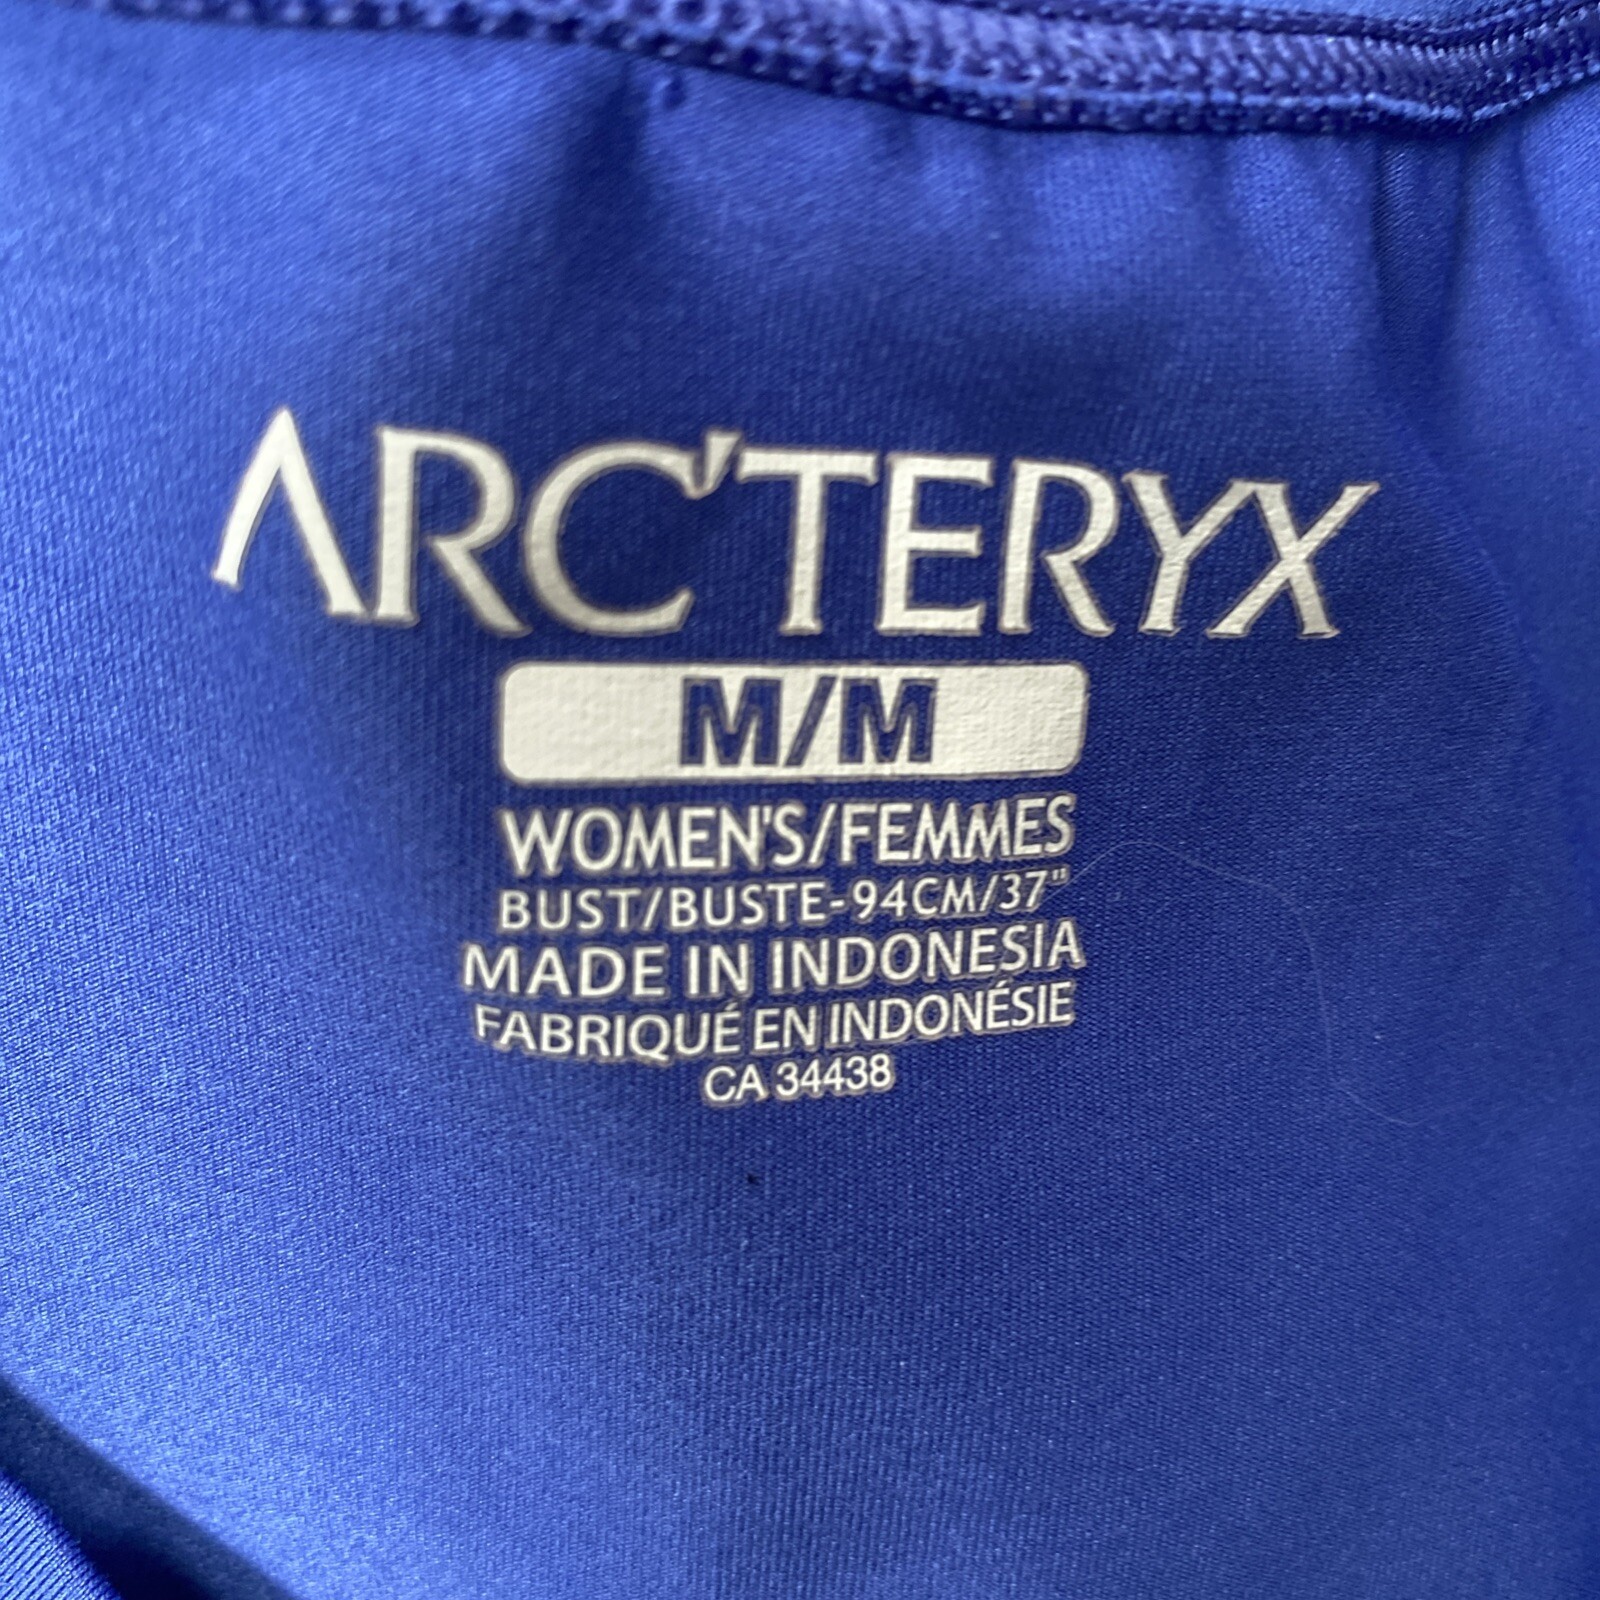 ARC'TERYX
M/M
WOMEN'S/FEMMES
BUST/BUSTE-94CM/37"
MADE IN INDONESIA
FABRIQUÉ EN INDONÉSIE
CA 34438